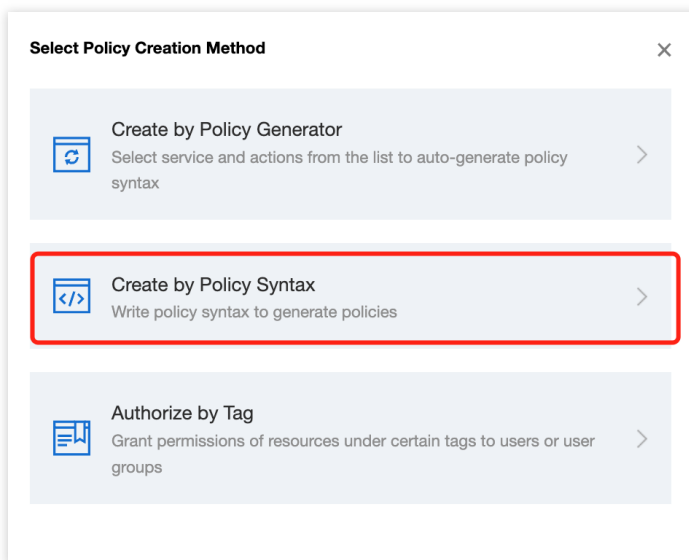 Select Policy Creation Method
Create by Policy Generator
Select service and actions from the list to auto-generate policy
syntax
Create by Policy Syntax
Write policy syntax to generate policies
Authorize by Tag
Grant permissions of resources under certain tags to users or user
groups